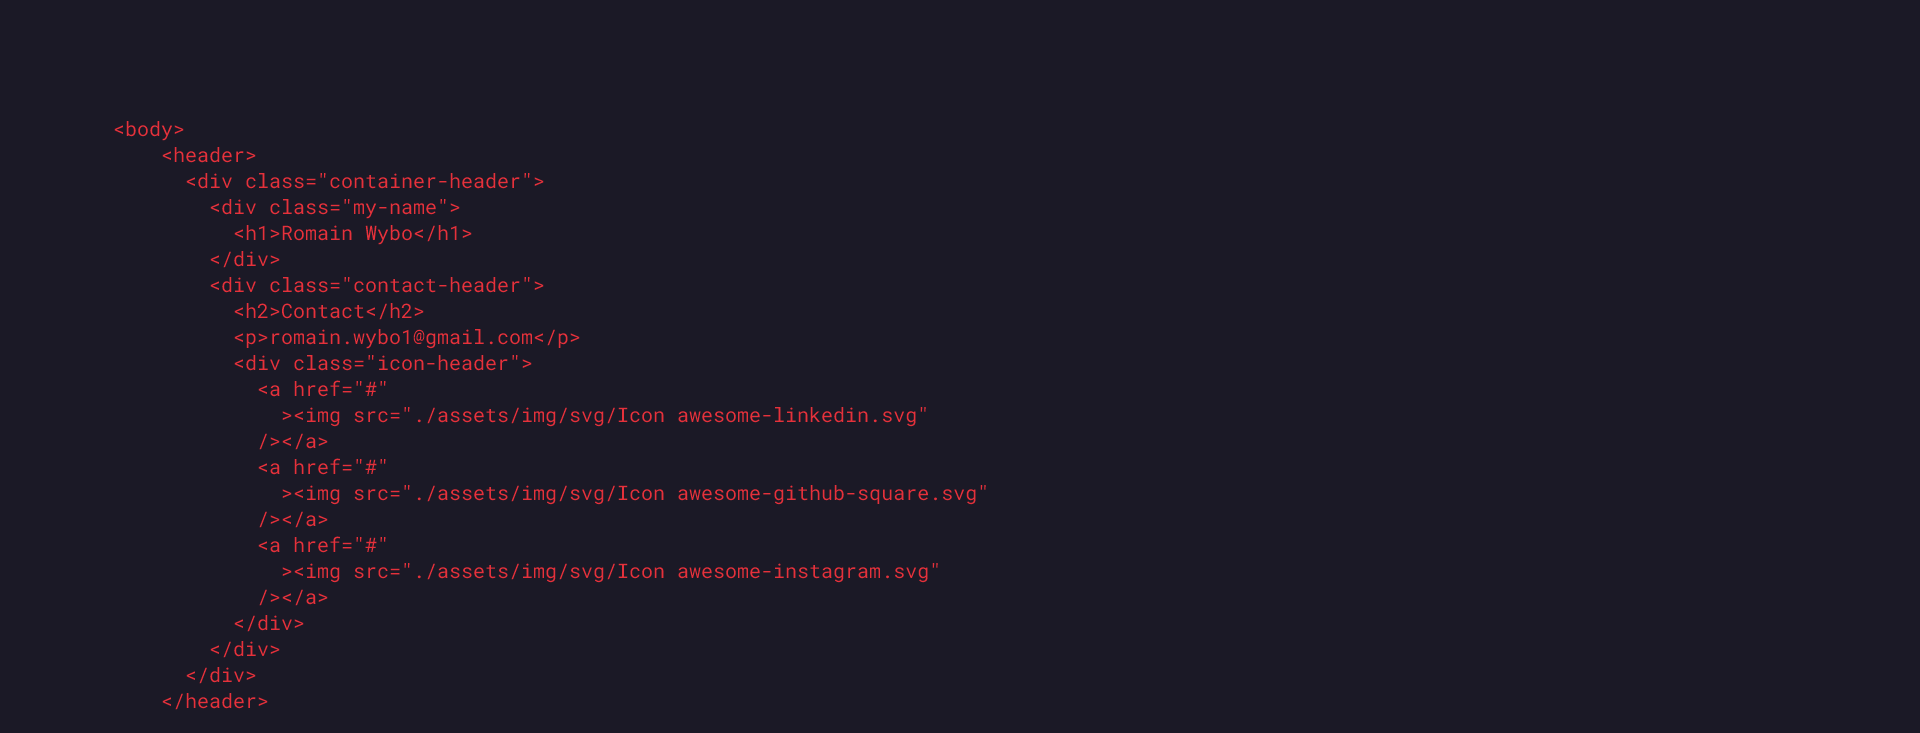 <body>
<header>
<div class="container-header">
<div class="my-name">
<h1>Romain Wybo</h1>
</div>
<div class="contact-header">
<h2>Contact</h2>
<p>romain.wybo1@gmail.com</p>
<div class="icon-header">
<a href="#"
><img src="./assets/img/svg/Icon awesome-linkedin.svg"
/></a>
<a href="#"
><img src="./assets/img/svg/Icon awesome-github-square.svg"
/></a>
<a href="#"
><img src="./assets/img/svg/Icon awesome-instagram.svg"
/></a>
</div>
</div>
</div>
</header>